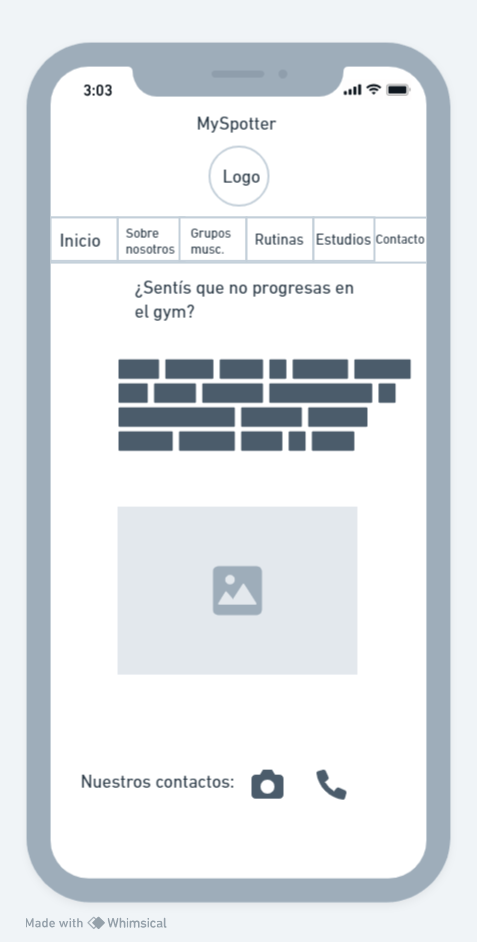 3:03
MySpotter
Logo
Inicio
Sobre
nosotros
Grupos
musc.
Rutinas
Estudios
Contacto
¿Sentís que no progresas en
el gym?
Nuestros contactos:
Made with Whimsical